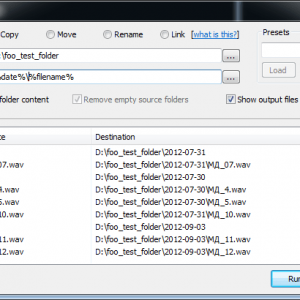 Copy Move Rename Link [what is this?] Presets
:\foo_test_folder ...
date%\%filename% ... Load
folder content Remove empty source folders Show output files
Destination
D:\foo_test_folder\2012-07-31
07.wav D:\foo_test_folder\2012-07-31\МД_07.wav
D:\foo_test_folder\2012-07-30
4.wav D:\foo_test_folder\2012-07-30\МД_4.wav
5.wav D:\foo_test_folder\2012-07-30\МД_5.wav
10.wav D:\foo_test_folder\2012-07-31\МД_10.wav
D:\foo_test_folder\2012-09-03
11.wav D:\foo_test_folder\2012-09-03\МД_11.wav
12.wav D:\foo_test_folder\2012-09-03\МД_12.wav
Run